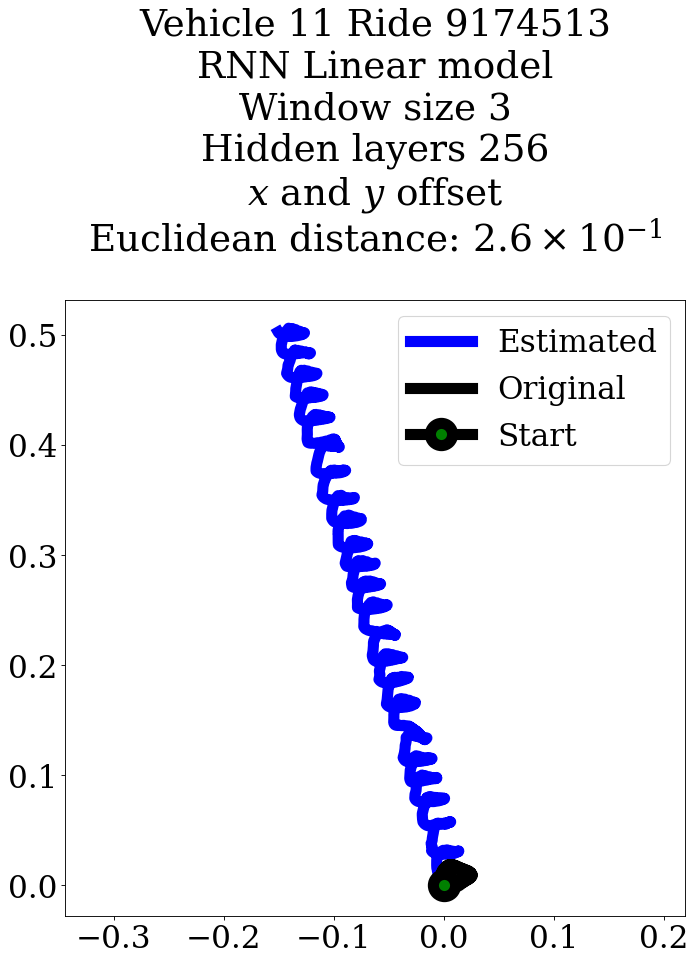 Vehicle 11 Ride 9174513
RNN Linear model
Window size 3
Hidden layers 256
x and y offset
Euclidean distance: 2.6 × 10⁻¹
Estimated
Original
Start
0.5
0.4
0.3
0.2
0.1
0.0
−0.3 −0.2 −0.1 0.0 0.1 0.2